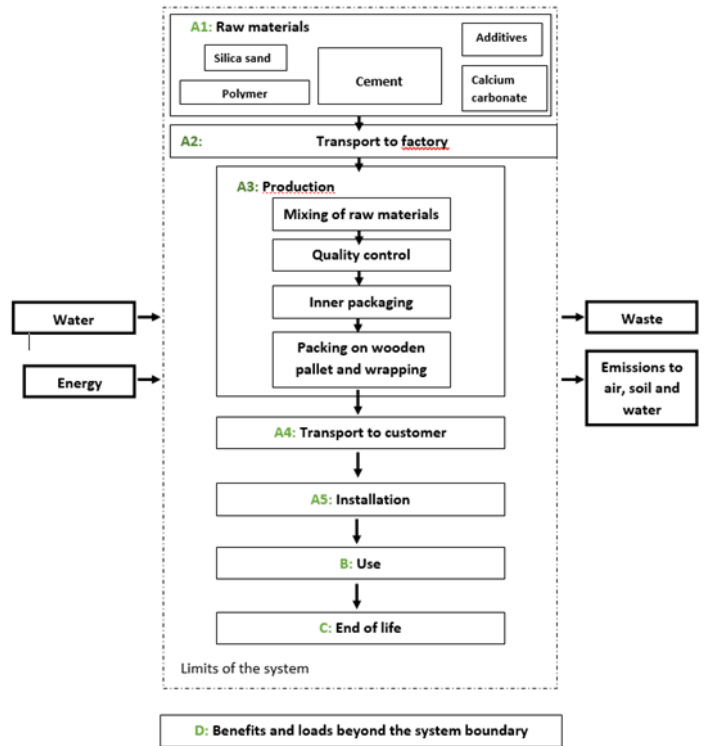 A1: Raw materials
Silica sand
Polymer
Cement
Additives
Calcium
carbonate
A2: Transport to factory
A3: Production
Mixing of raw materials
Quality control
Inner packaging
Packing on wooden
pallet and wrapping
Water
Energy
Waste
Emissions to
air, soil and
water
A4: Transport to customer
A5: Installation
B: Use
C: End of life
Limits of the system
D: Benefits and loads beyond the system boundary